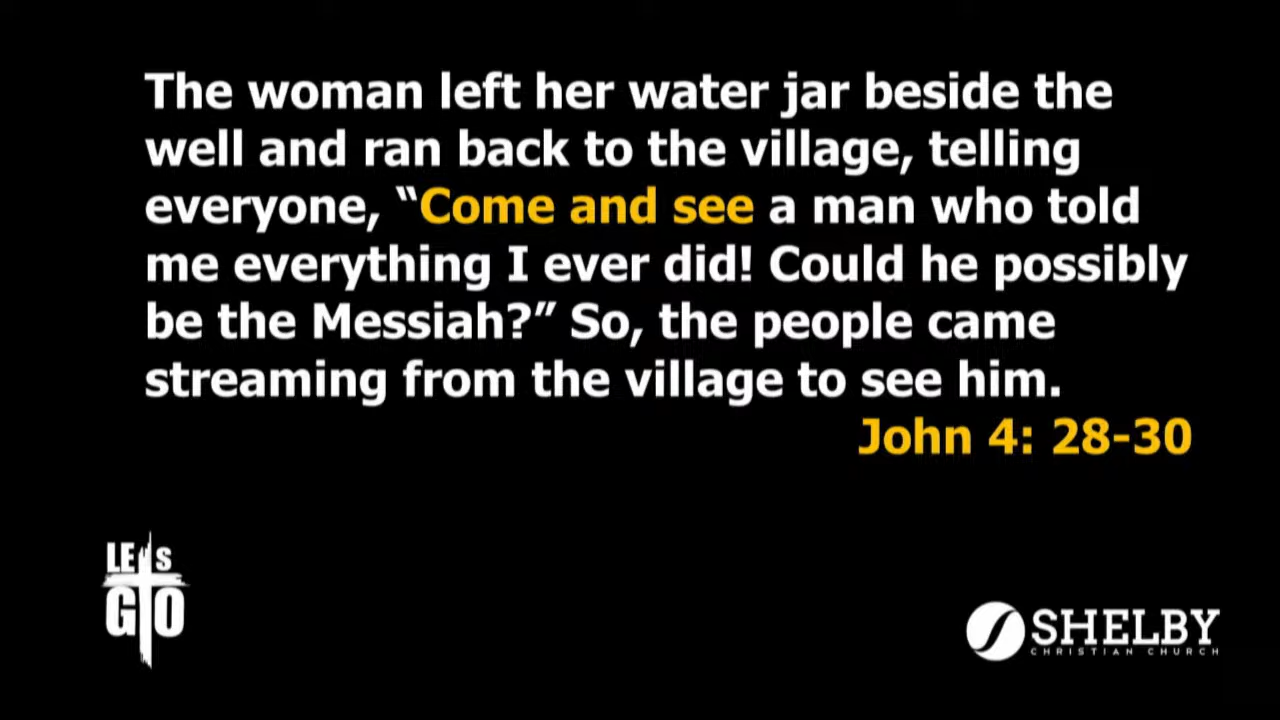 The woman left her water jar beside the
well and ran back to the village, telling
everyone, “Come and see a man who told
me everything I ever did! Could he possibly
be the Messiah?” So, the people came
streaming from the village to see him.
John 4: 28-30
LETS
GO
SHELBY
CHRISTIAN CHURCH